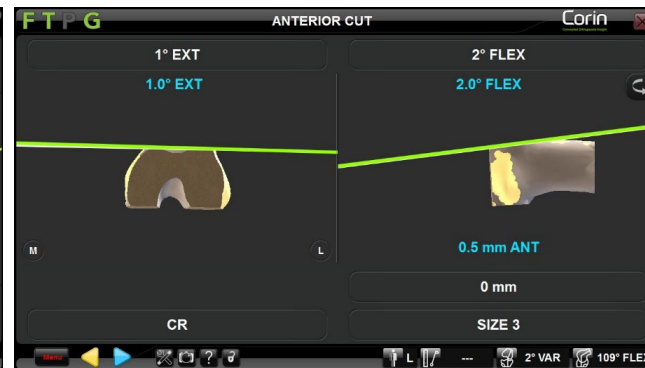 F T P G
ANTERIOR CUT
Corin
1° EXT
2° FLEX
1.0° EXT
2.0° FLEX
M
L
0.5 mm ANT
0 mm
CR
SIZE 3
Menu
?
L
---
2° VAR
109° FLEX